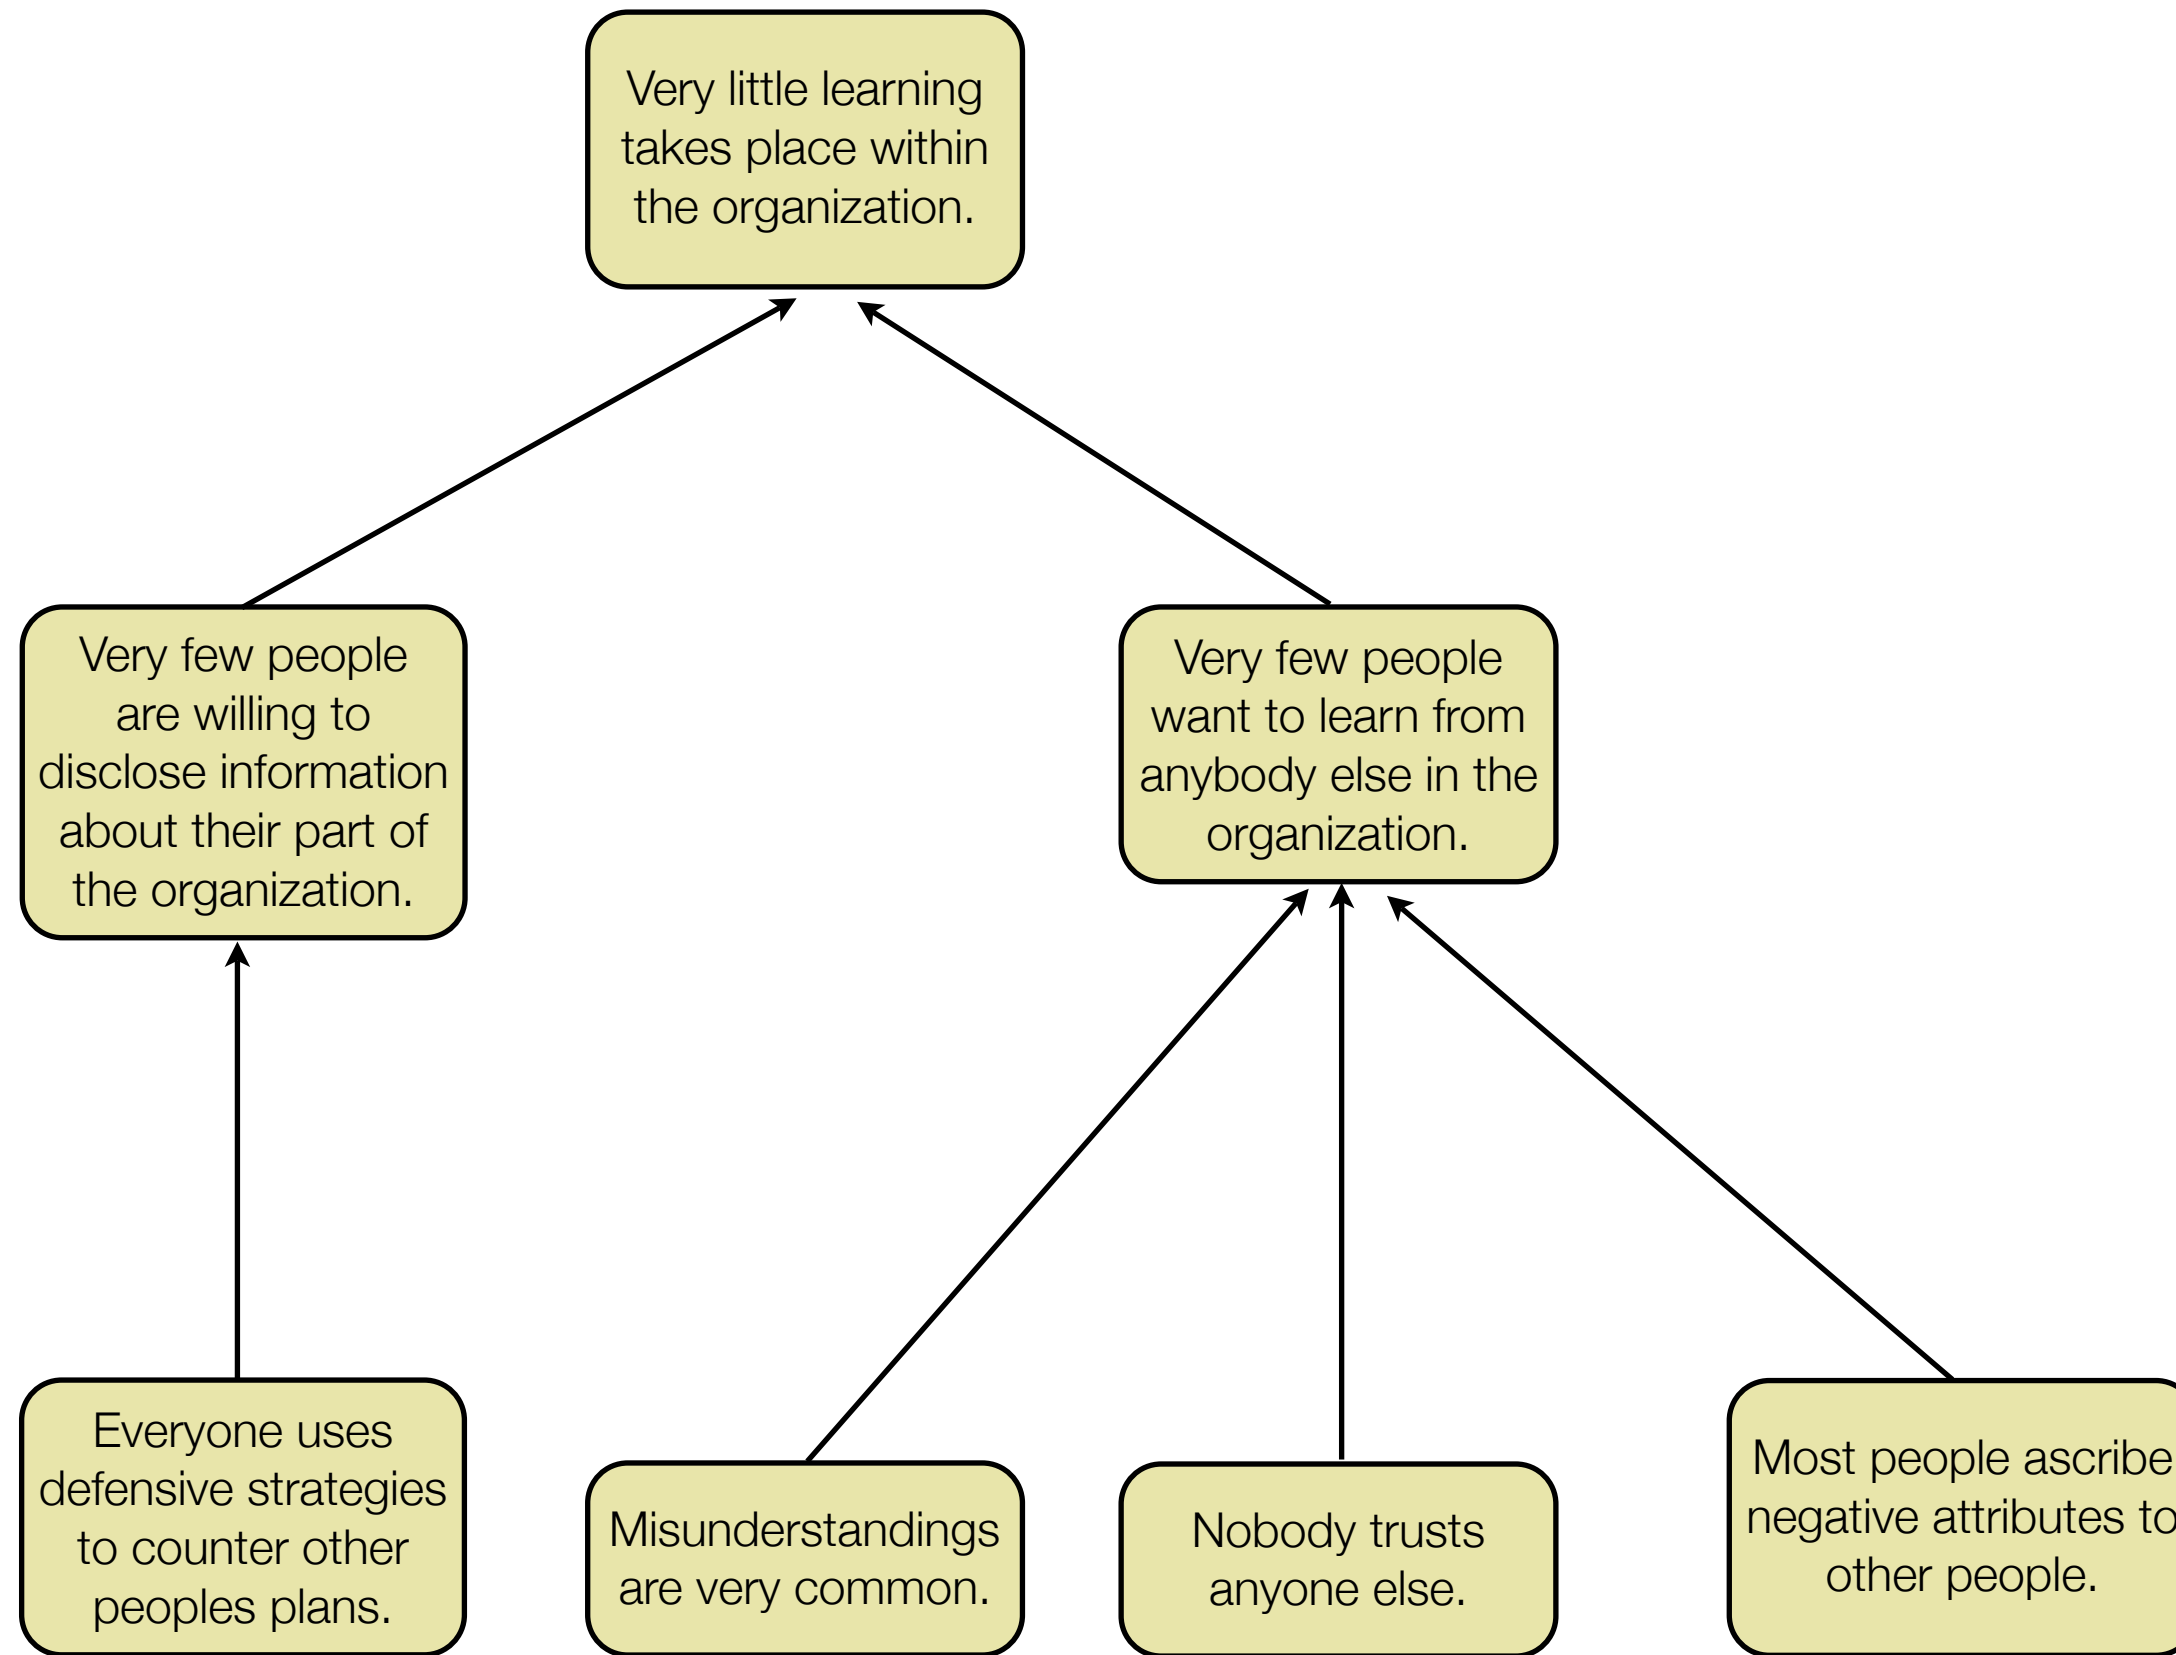 Very little learning
takes place within
the organization.
Very few people
are willing to
disclose information
about their part of
the organization.
Very few people
want to learn from
anybody else in the
organization.
Everyone uses
defensive strategies
to counter other
peoples plans.
Misunderstandings
are very common.
Nobody trusts
anyone else.
Most people ascribe
negative attributes to
other people.